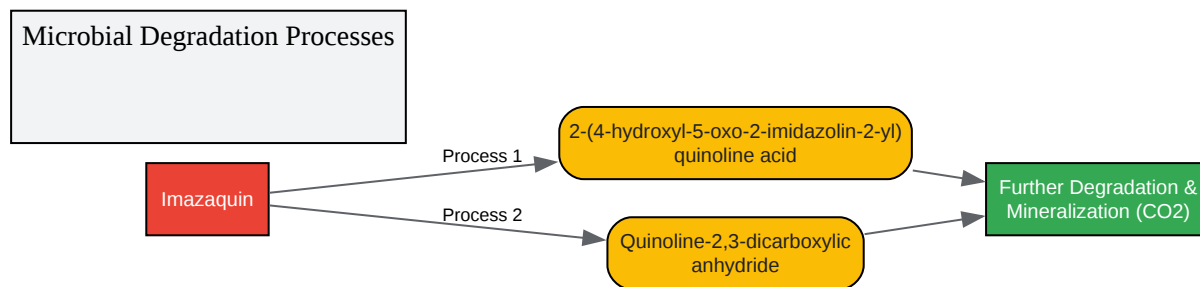 Microbial Degradation Processes
Imazaquin
Process 1
Process 2
2-(4-hydroxyl-5-oxo-2-imidazolin-2-yl)
quinoline acid
Quinoline-2,3-dicarboxylic
anhydride
Further Degradation &
Mineralization (CO2)